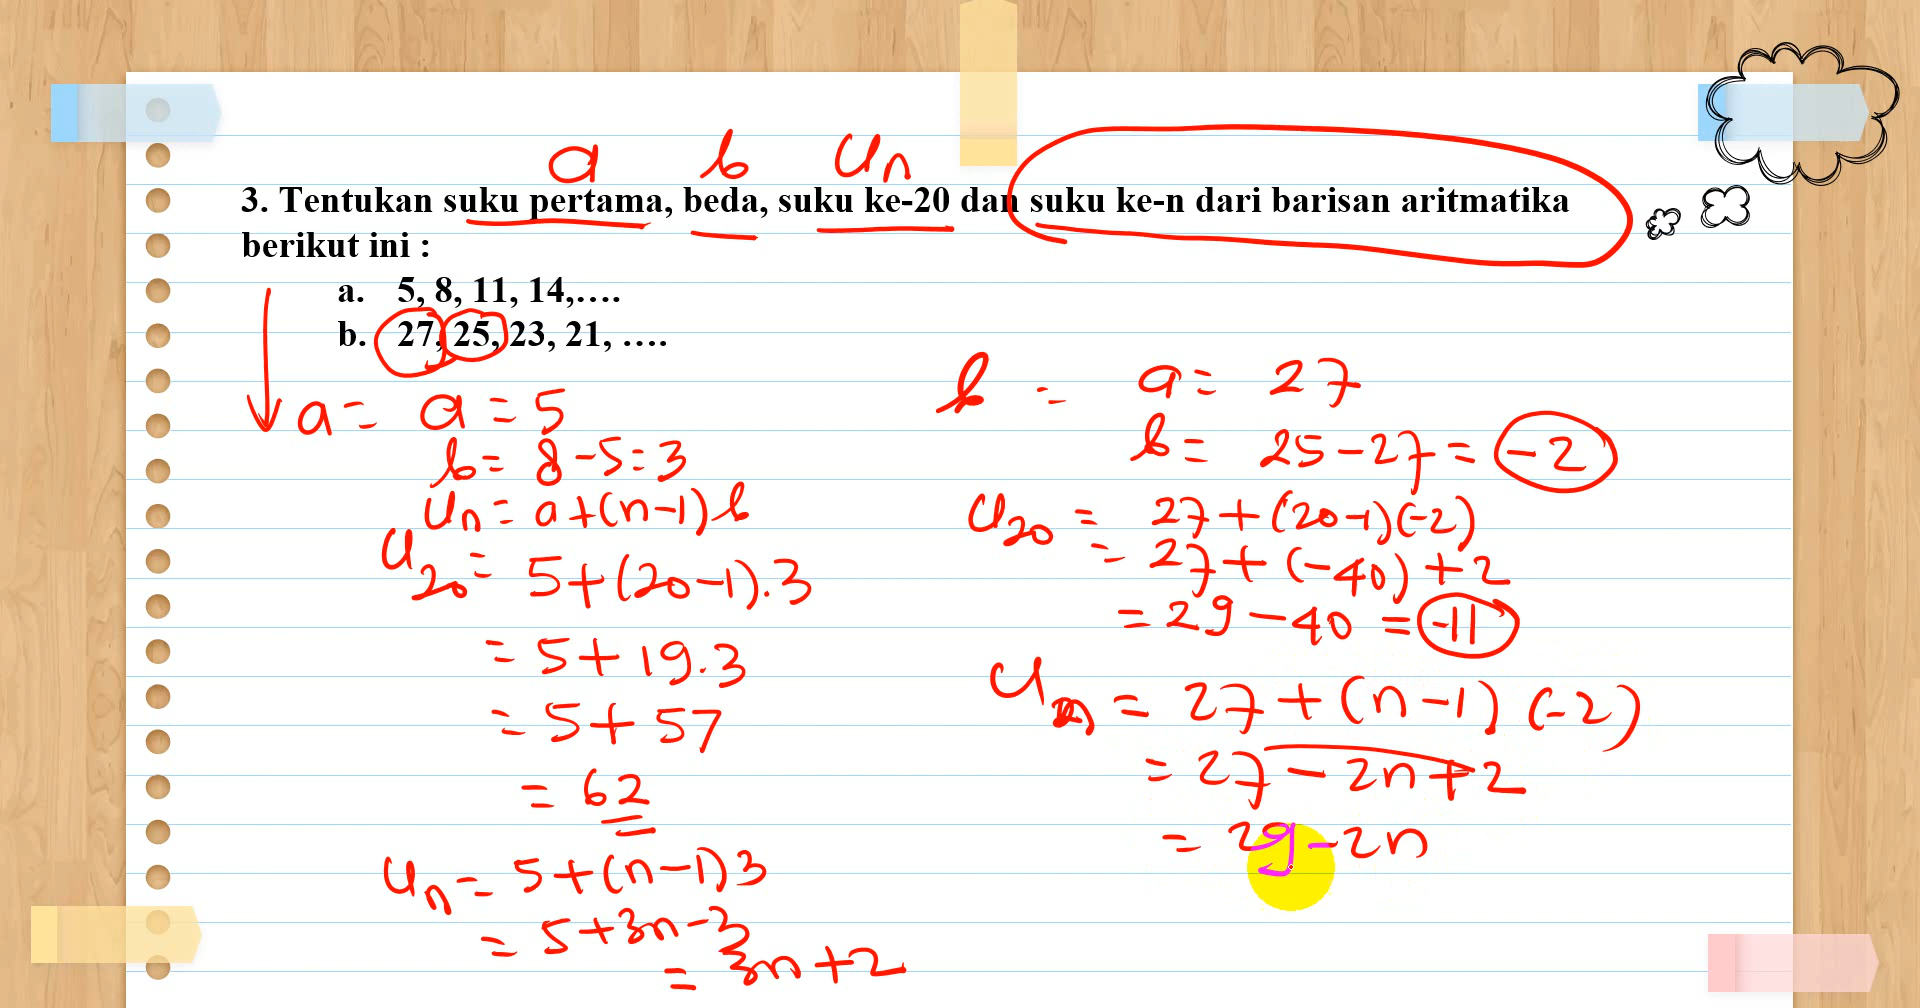 a b Un
3. Tentukan suku pertama, beda, suku ke-20 dan suku ke-n dari barisan aritmatika
berikut ini :
a. 5, 8, 11, 14,….
b. 27, 25, 23, 21, ….
a = a = 5
b = 8 - 5 = 3
Un = a + (n-1) b
U20 = 5 + (20-1).3
= 5 + 19.3
= 5 + 57
= 62
Un = 5 + (n-1) 3
= 5 + 3n - 3
= 3n + 2
b = a = 27
b = 25 - 27 = -2
U20 = 27 + (20-1)(-2)
= 27 + (-40) + 2
= 29 - 40 = -11
Un = 27 + (n-1) (-2)
= 27 - 2n + 2
= 29 - 2n